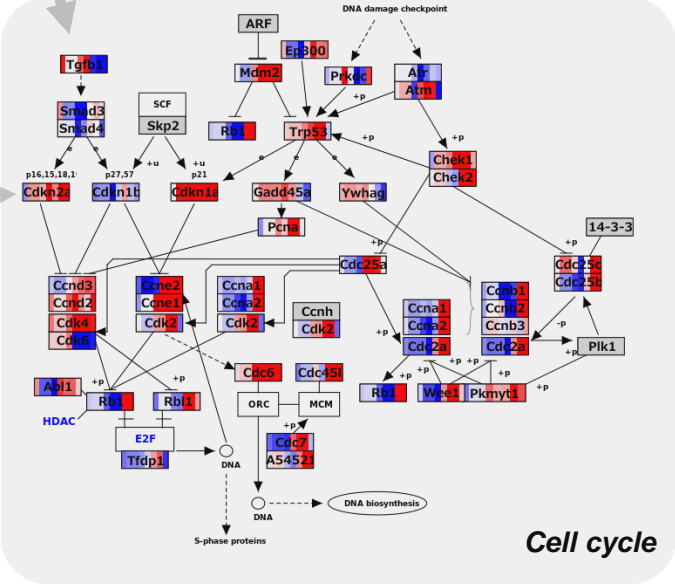 DNA damage checkpoint
ARF
Ep300
Tgfb1
Mdm2
Prkdc
Atr
Atm
SCF
Skp2
Smad3
Smad4
+p
Rb1
Trp53
+p
+p
e
e
+u
+u
e
e
e
Chek1
Chek2
p16,15,18,1
p27,57
p21
Cdkn2a
Cdkn1b
Cdkn1a
Gadd45a
Ywhag
Pcna
14-3-3
+p
+p
Cdc25a
Cdc25c
Cdc25b
Ccnd3
Ccnd2
Cdk4
Cdk6
Ccne2
Ccne1
Cdk2
Ccna1
Ccna2
Cdk2
Ccnh
Cdk2
Ccna1
Ccna2
Cdc2a
Ccnb1
Ccnb2
Ccnb3
Cdc2a
-p
Plk1
+p
+p
+p
+p
+p
+p
Cdc6
Cdc45l
+p
+p
Abl1
Rb1
Rbl1
ORC
MCM
Rb1
Wee1
Pkmyt1
HDAC
E2F
Tfdp1
+p
Cdc7
A54521
DNA
DNA
DNA biosynthesis
S-phase proteins
Cell cycle